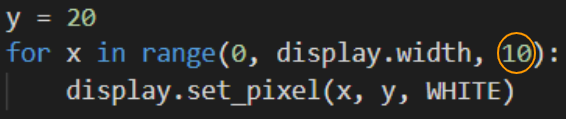 y = 20
for x in range(0, display.width, 10):
    display.set_pixel(x, y, WHITE)